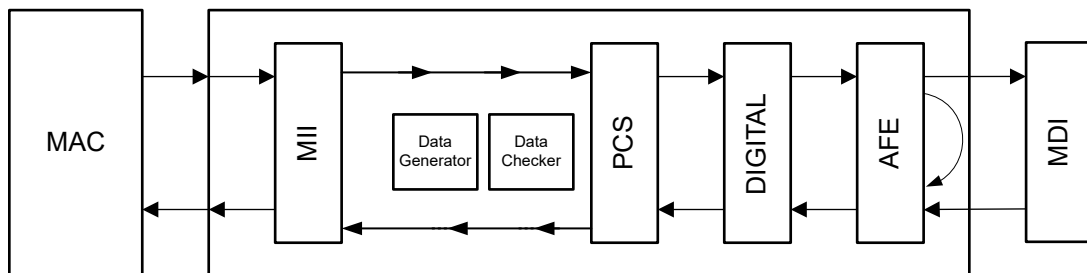 MAC
MII
Data
Generator
Data
Checker
PCS
DIGITAL
AFE
MDI